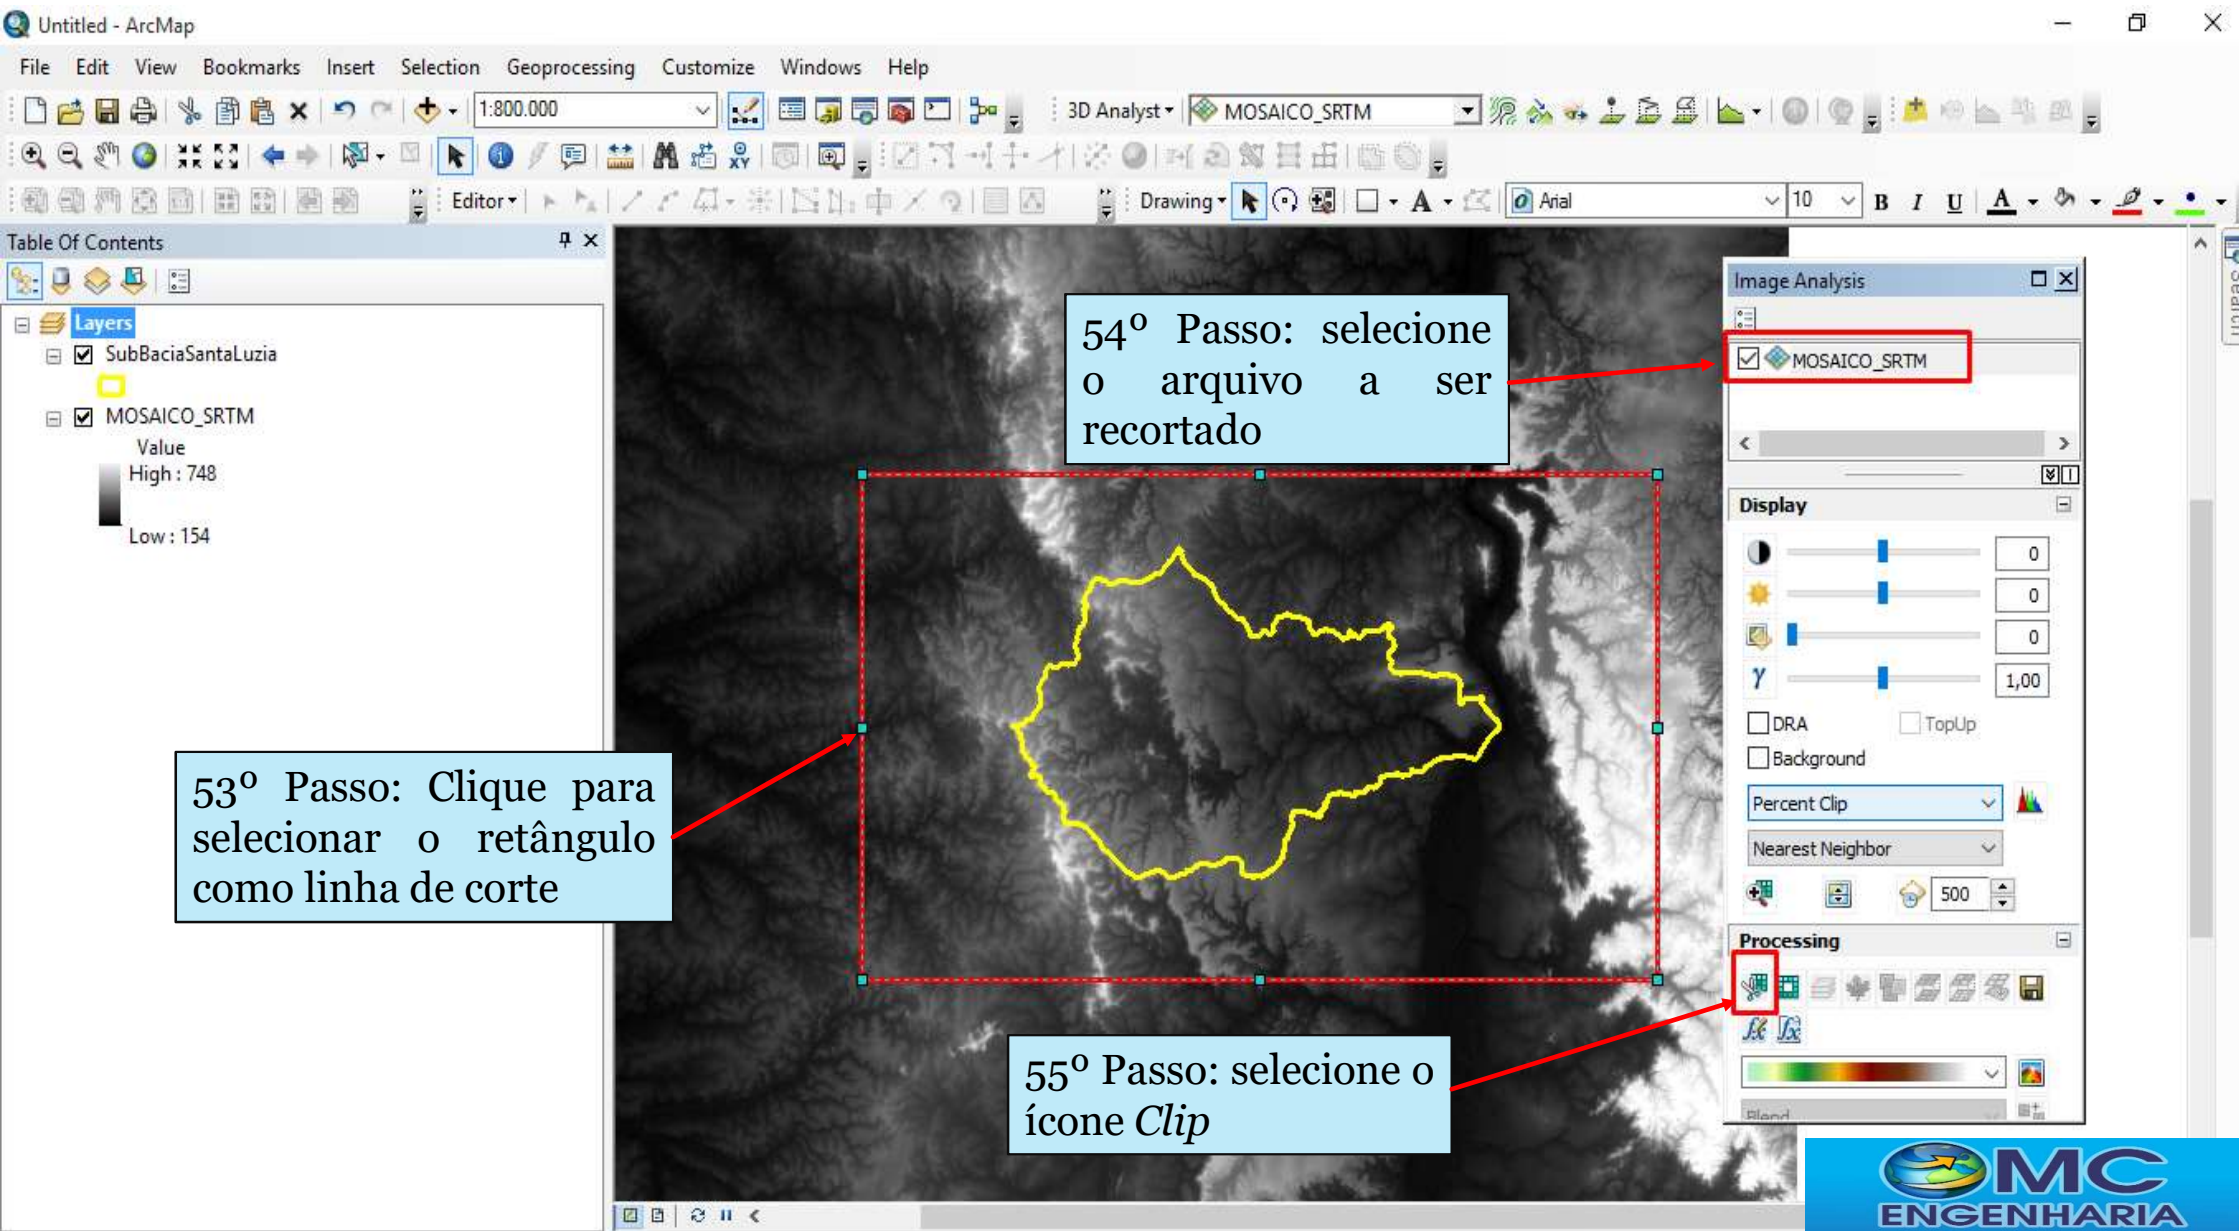 Untitled - ArcMap
File Edit View Bookmarks Insert Selection Geoprocessing Customize Windows Help
1:800.000
3D Analyst
MOSAICO_SRTM
Editor
Drawing
Arial
10
B I U A
Table Of Contents
Layers
SubBaciaSantaLuzia
MOSAICO_SRTM
Value
High : 748
Low : 154
54º Passo: selecione
o arquivo a ser
recortado
53º Passo: Clique para
selecionar o retângulo
como linha de corte
55º Passo: selecione o
ícone Clip
Image Analysis
MOSAICO_SRTM
Display
0
0
0
γ 1,00
DRA TopUp
Background
Percent Clip
Nearest Neighbor
500
Processing
Blend
MC
ENGENHARIA